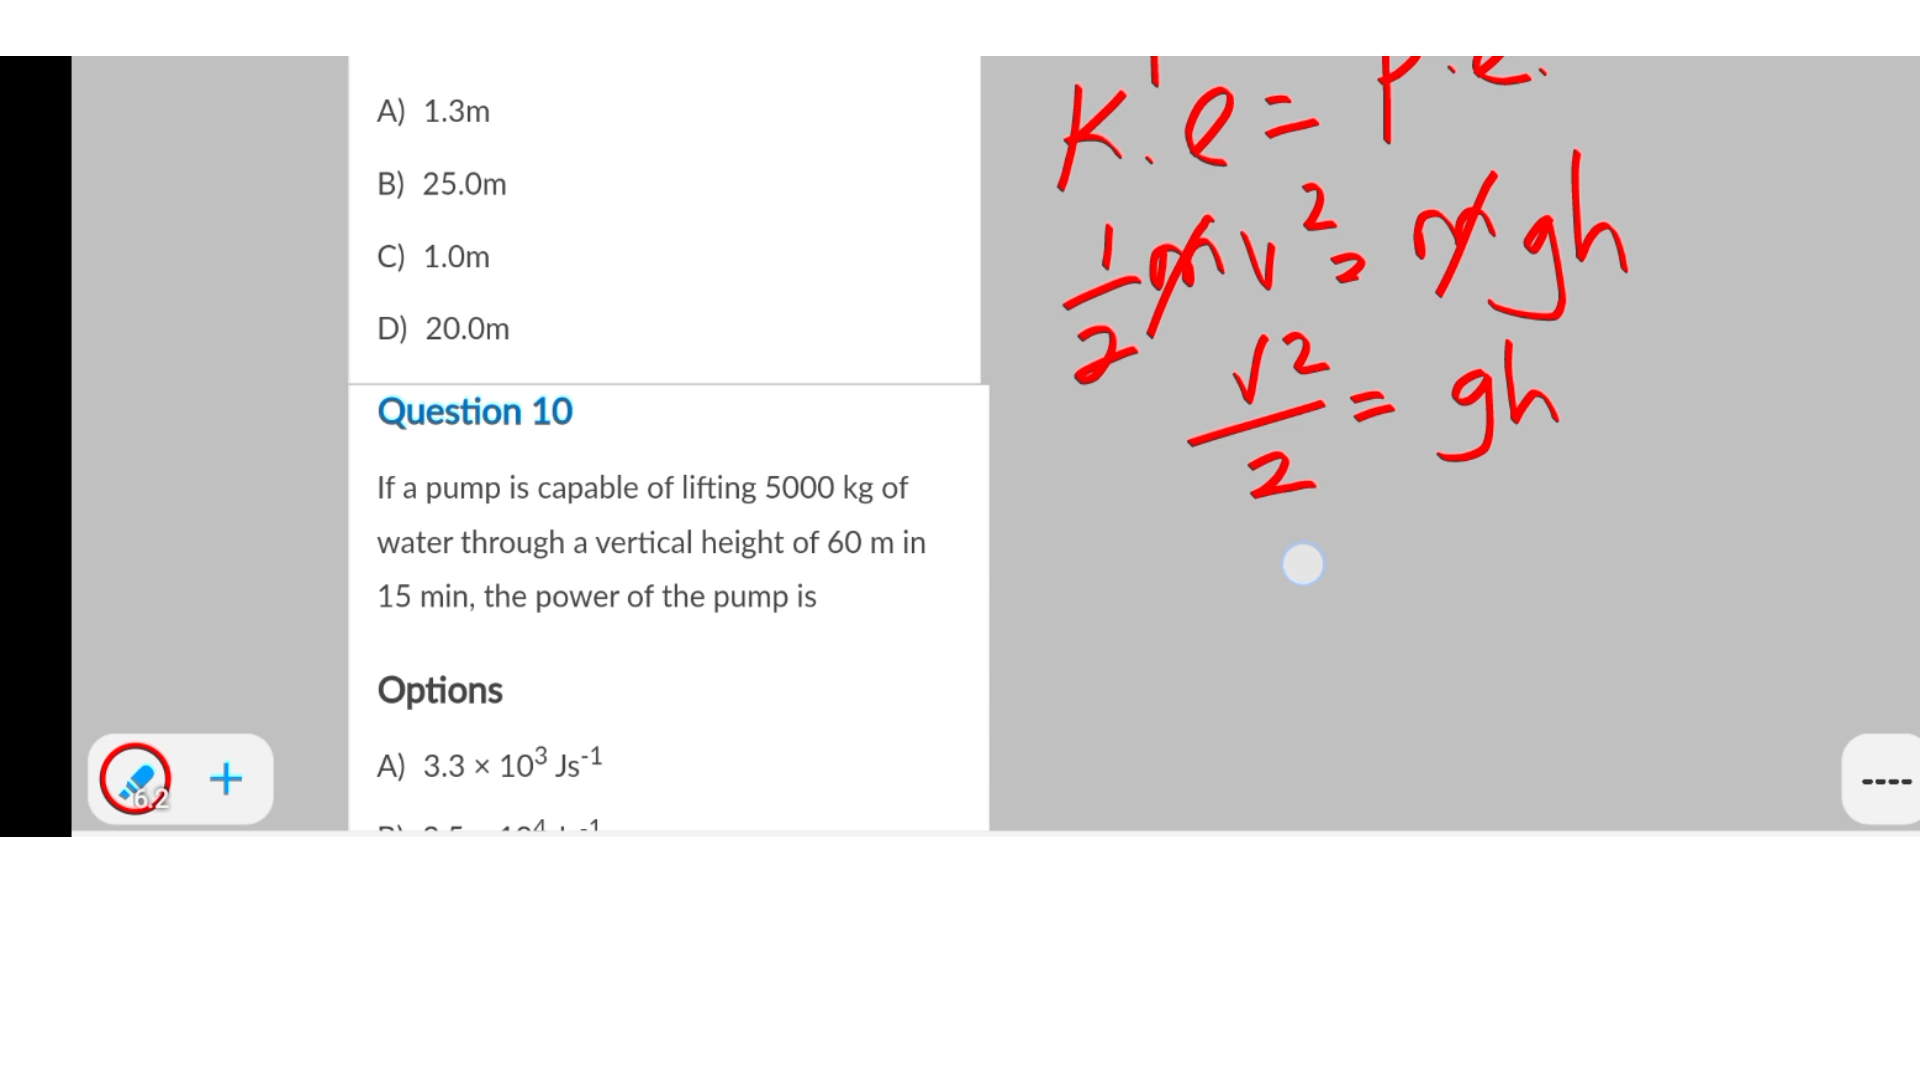 A) 1.3m
B) 25.0m
C) 1.0m
D) 20.0m
Question 10
If a pump is capable of lifting 5000 kg of
water through a vertical height of 60 m in
15 min, the power of the pump is
Options
A) 3.3 × 10³ Js⁻¹
K.e = p.e.
½mv² = mgh
v²/2 = gh
6.2